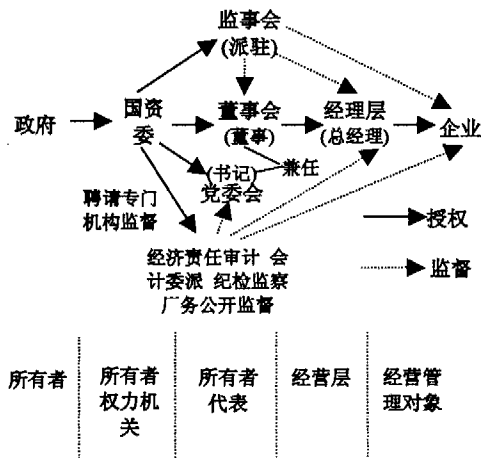 监事会
(派驻)
政府
国资
委
董事会
(董事)
经理层
(总经理)
企业
(书记)
党委会
兼任
聘请专门
机构监督
授权
经济责任审计 会
计委派 纪检监察
厂务公开监督
监督
所有者
所有者
权力机
关
所有者
代表
经营层
经营管
理对象